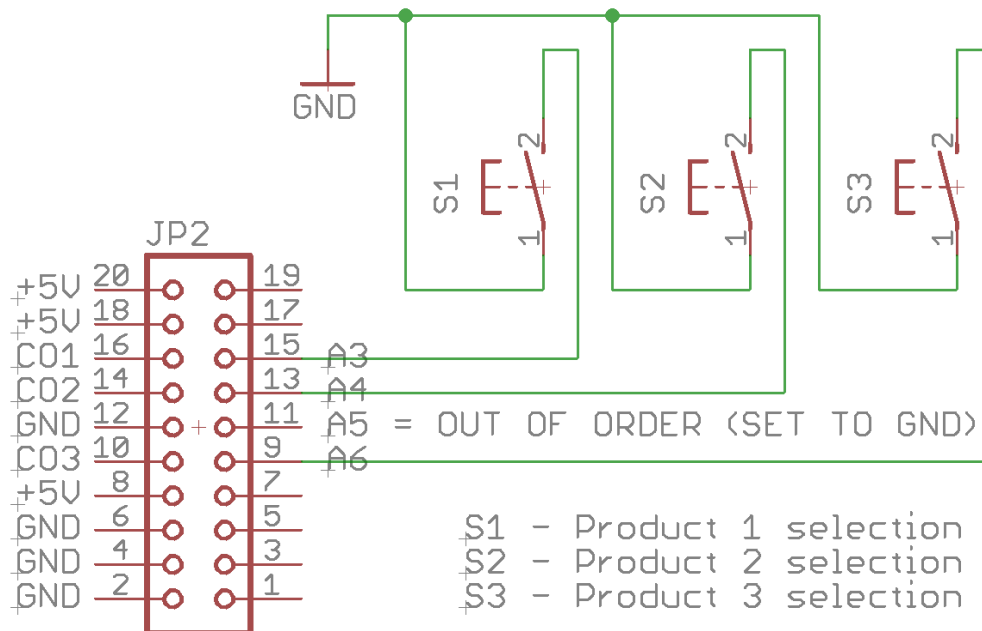 GND
S1 2 1
S2 2 1
S3 2 1
JP2
+5V 20 19
+5V 18 17
CO1 16 15 A3
CO2 14 13 A4
GND 12 11 A5 = OUT OF ORDER (SET TO GND)
CO3 10 9 A6
+5V 8 7
GND 6 5
GND 4 3
GND 2 1
S1 - Product 1 selection
S2 - Product 2 selection
S3 - Product 3 selection